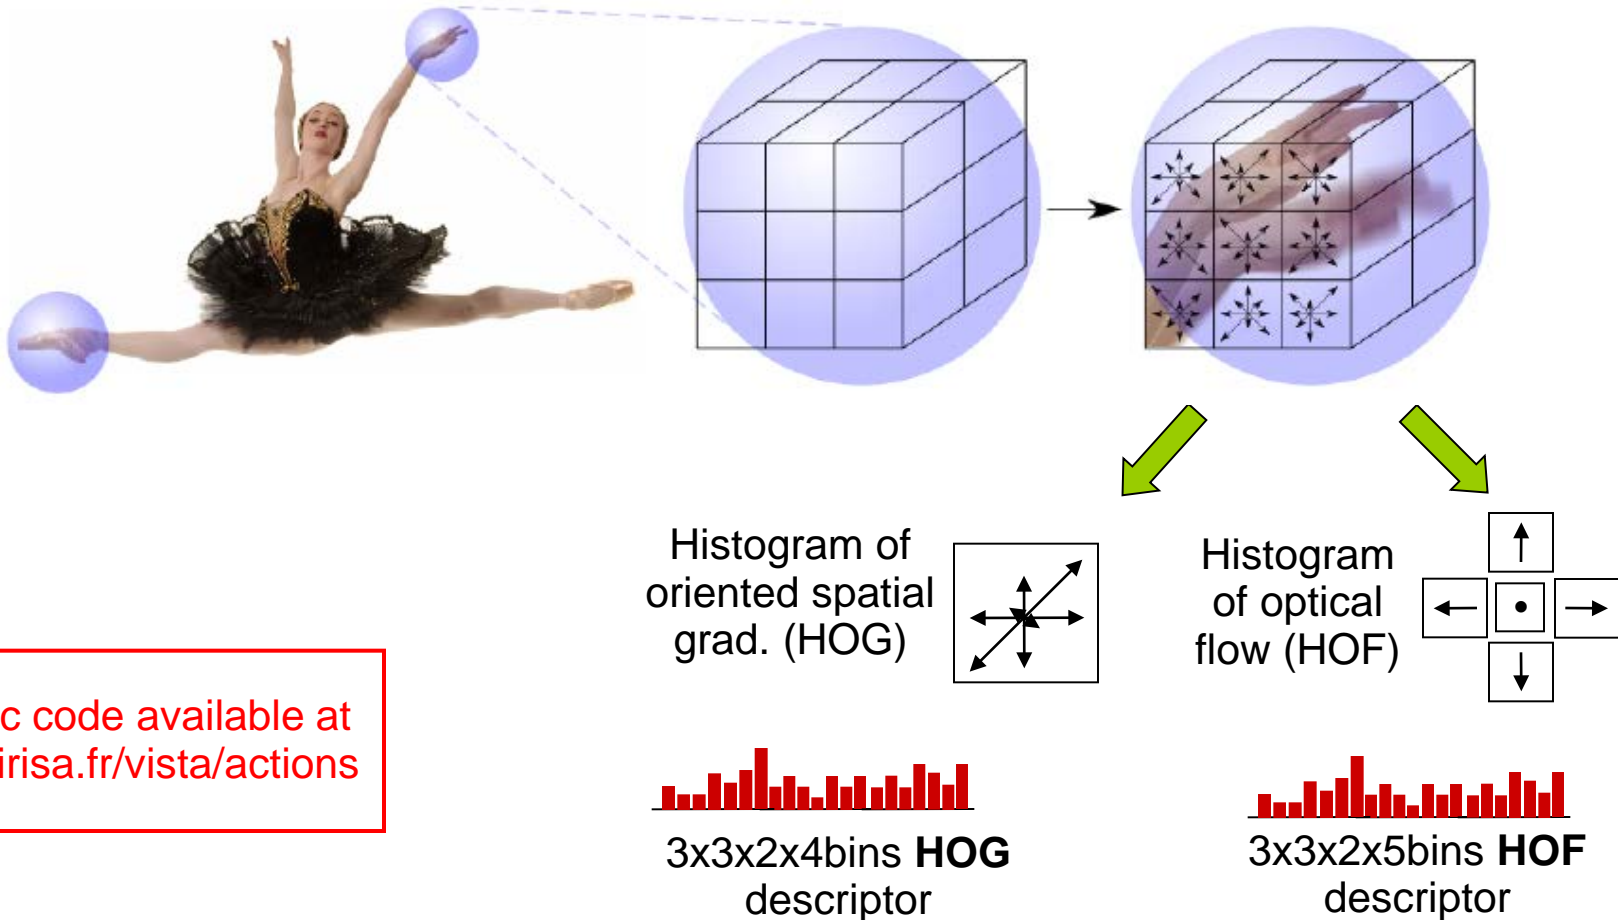 Histogram of
oriented spatial
grad. (HOG)
Histogram
of optical
flow (HOF)
c code available at
irisa.fr/vista/actions
3x3x2x4bins HOG
descriptor
3x3x2x5bins HOF
descriptor